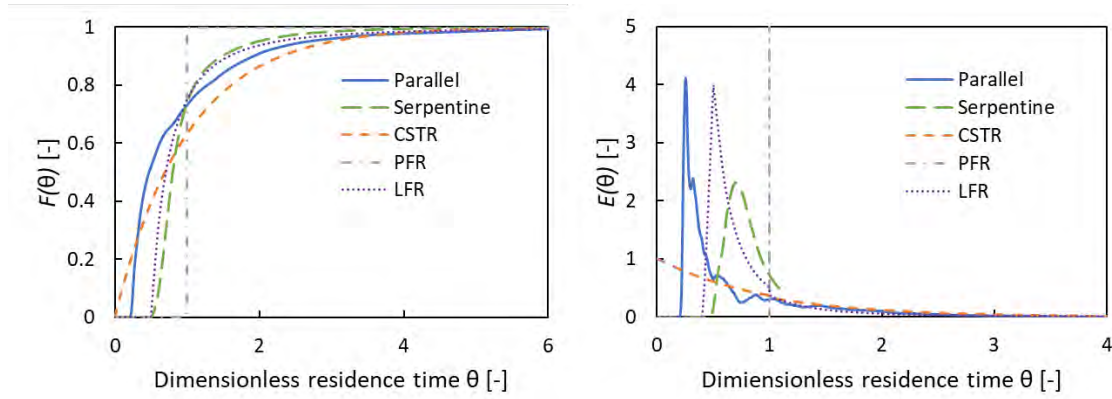 F(θ) [-]
1
0.8
0.6
0.4
0.2
0
0 2 4 6
Parallel
Serpentine
CSTR
PFR
LFR
Dimensionless residence time θ [-]
E(θ) [-]
5
4
3
2
1
0
0 1 2 3 4
Parallel
Serpentine
CSTR
PFR
LFR
Dimiensionless residence time θ [-]